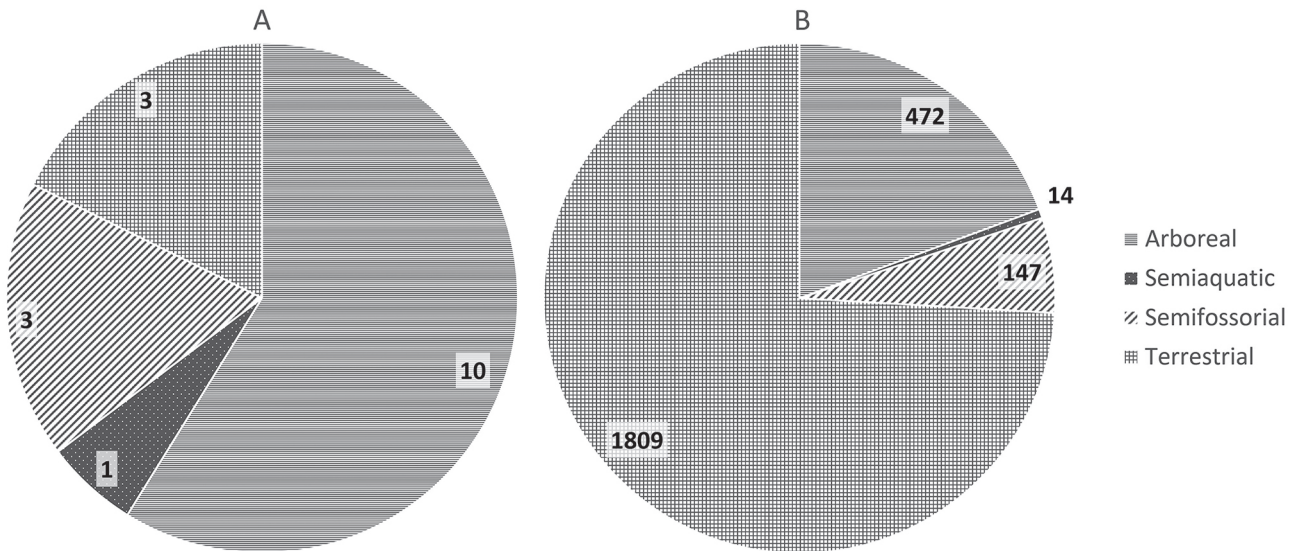 A
B
3
472
14
147
3
10
1809
1
Arboreal
Semiaquatic
Semifossorial
Terrestrial